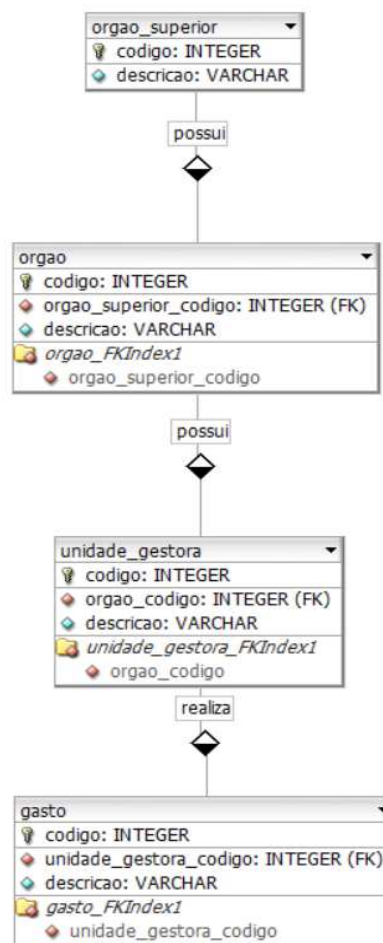 orgao_superior
codigo: INTEGER
descricao: VARCHAR
possui
orgao
codigo: INTEGER
orgao_superior_codigo: INTEGER (FK)
descricao: VARCHAR
orgao_FKIndex1
orgao_superior_codigo
possui
unidade_gestora
codigo: INTEGER
orgao_codigo: INTEGER (FK)
descricao: VARCHAR
unidade_gestora_FKIndex1
orgao_codigo
realiza
gasto
codigo: INTEGER
unidade_gestora_codigo: INTEGER (FK)
descricao: VARCHAR
gasto_FKIndex1
unidade_gestora_codigo